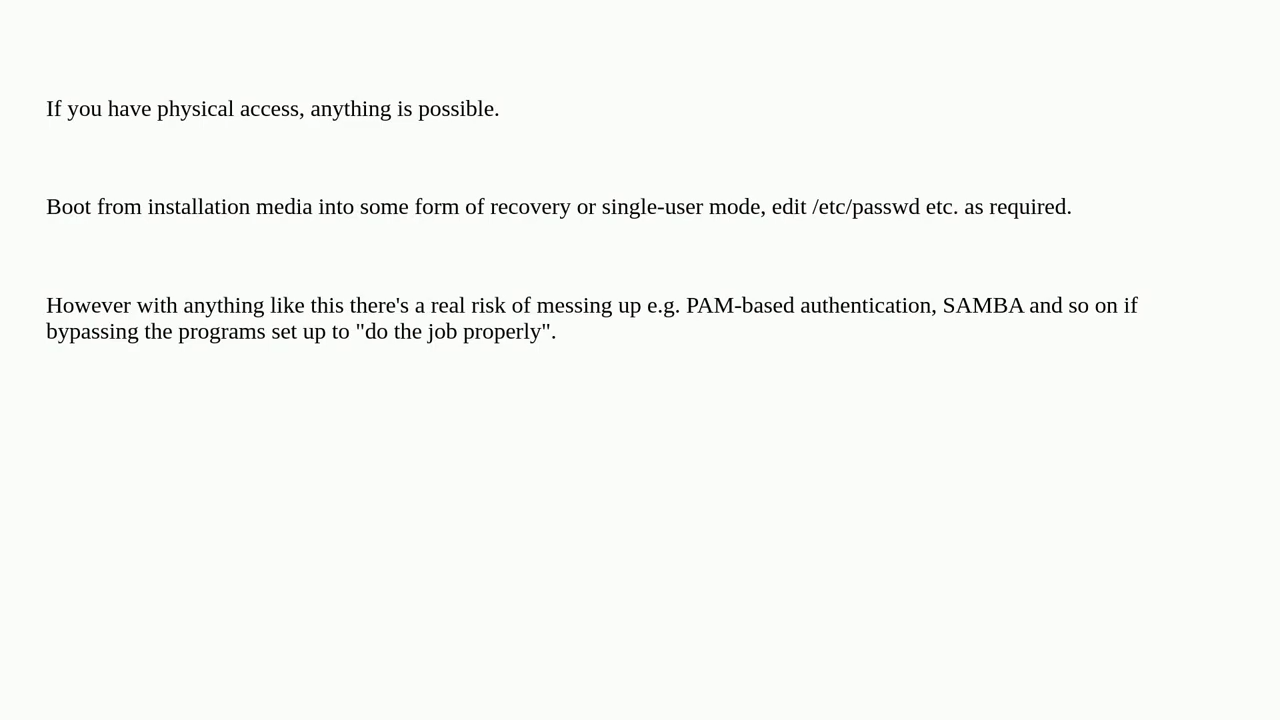 If you have physical access, anything is possible.
Boot from installation media into some form of recovery or single-user mode, edit /etc/passwd etc. as required.
However with anything like this there's a real risk of messing up e.g. PAM-based authentication, SAMBA and so on if
bypassing the programs set up to "do the job properly".